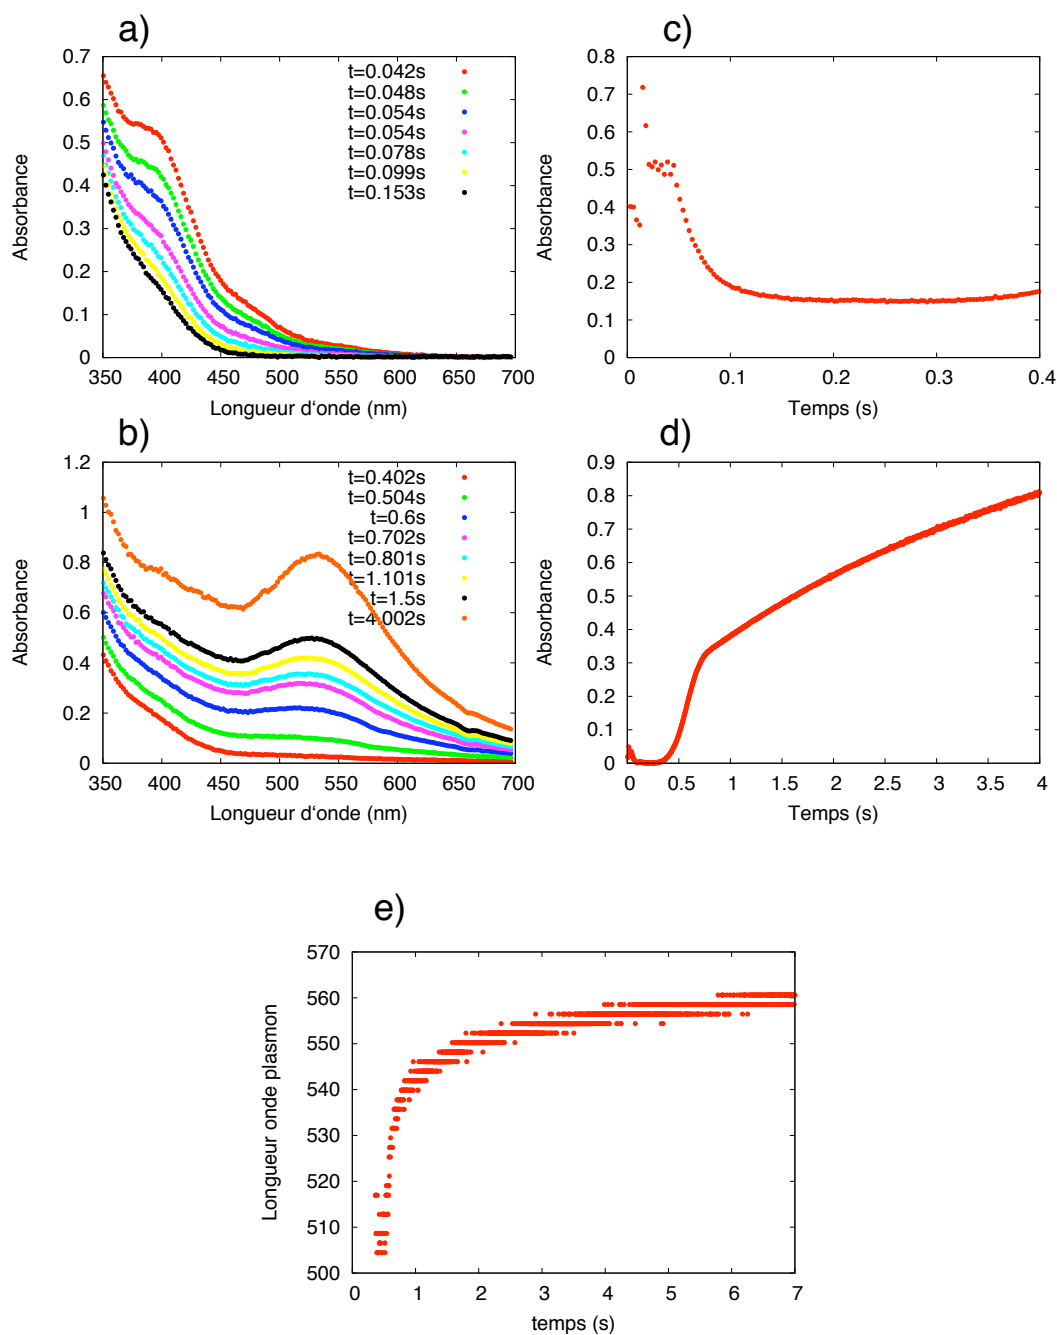 a)
0.7
0.6
0.5
0.4
0.3
0.2
0.1
0
350 400 450 500 550 600 650 700
Absorbance
Longueur d'onde (nm)
t=0.042s
t=0.048s
t=0.054s
t=0.054s
t=0.078s
t=0.099s
t=0.153s
c)
0.8
0.7
0.6
0.5
0.4
0.3
0.2
0.1
0
0 0.1 0.2 0.3 0.4
Absorbance
Temps (s)
b)
1.2
1
0.8
0.6
0.4
0.2
0
350 400 450 500 550 600 650 700
Absorbance
Longueur d'onde (nm)
t=0.402s
t=0.504s
t=0.6s
t=0.702s
t=0.801s
t=1.101s
t=1.5s
t=4.002s
d)
0.9
0.8
0.7
0.6
0.5
0.4
0.3
0.2
0.1
0
0 0.5 1 1.5 2 2.5 3 3.5 4
Absorbance
Temps (s)
e)
570
560
550
540
530
520
510
500
0 1 2 3 4 5 6 7
Longueur onde plasmon
temps (s)